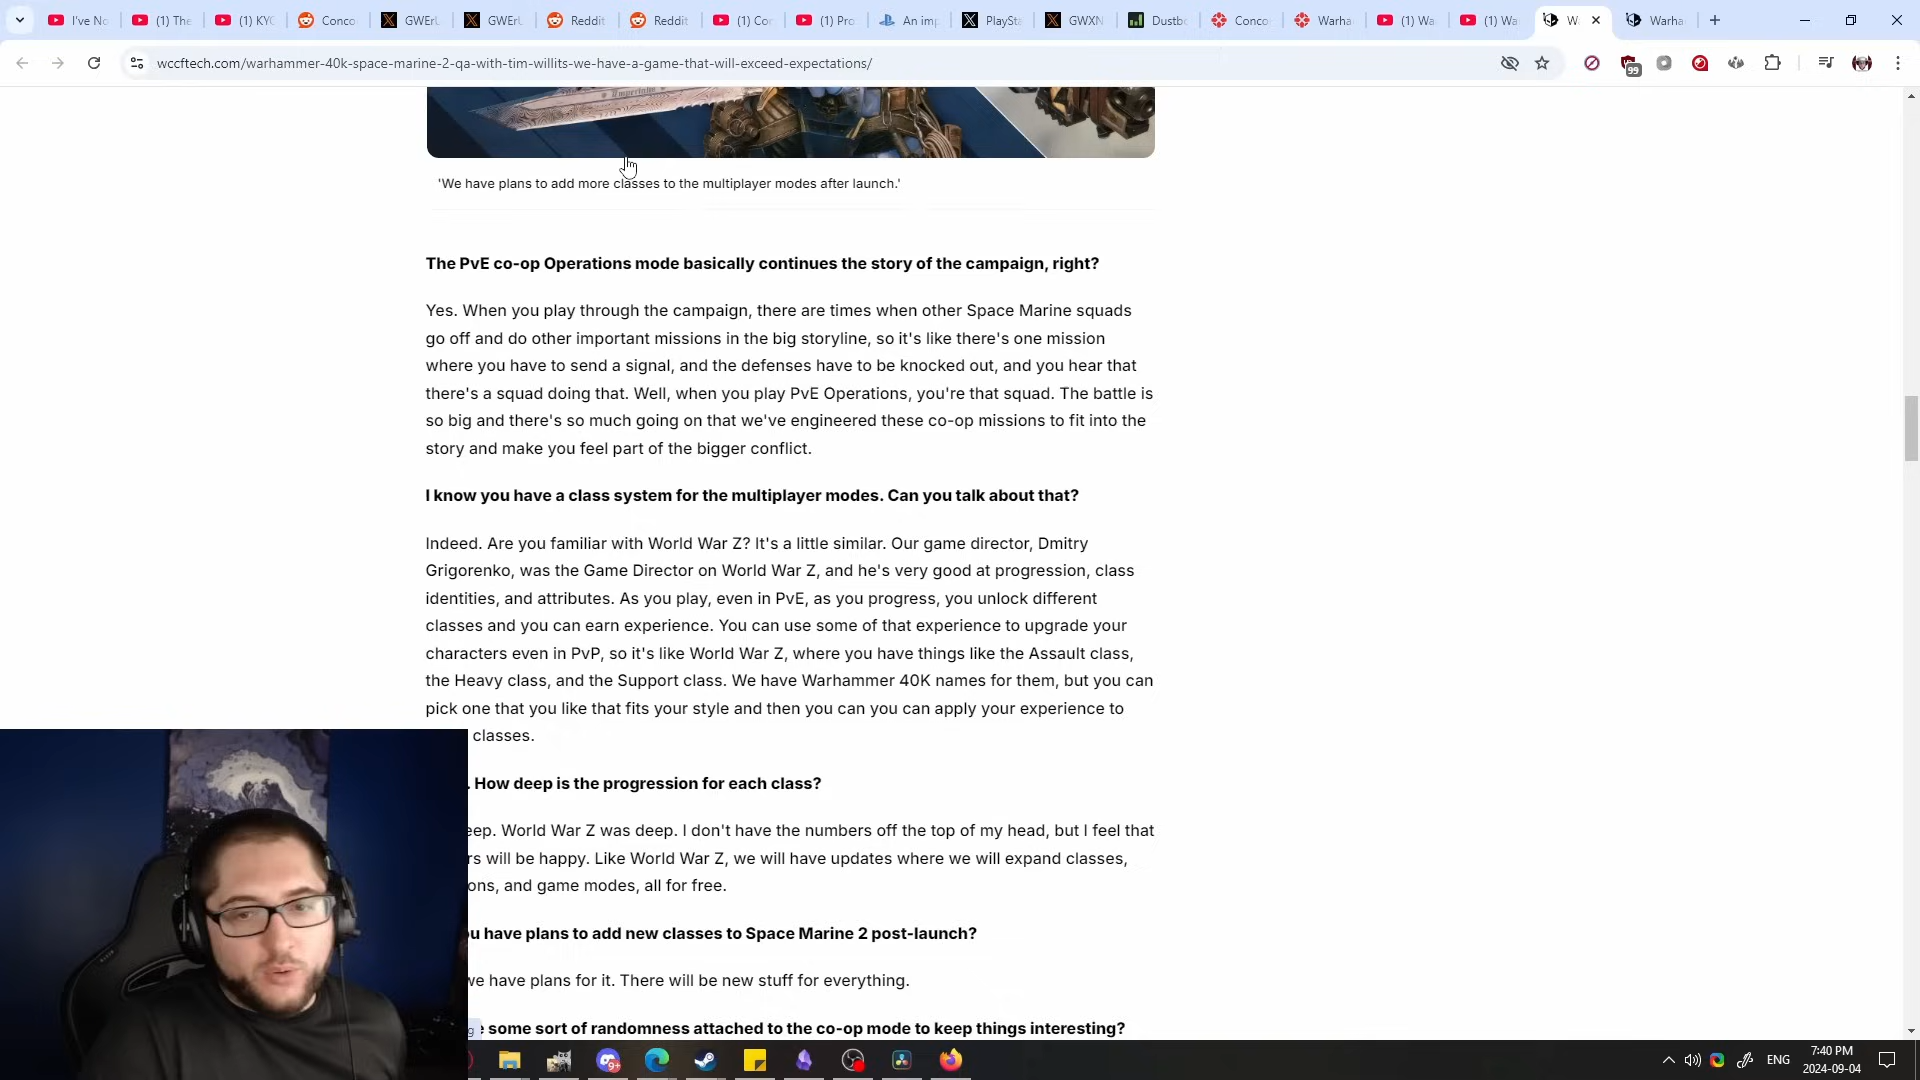 I've No
(1) The
(1) KYC
Conco
GWErl
GWErl
Reddit
Reddit
(1) Co
(1) Pro
An imp
PlaySta
GWXN
Dustb
Conco
Warha
(1) Wa
(1) Wa
Wa
Warha
wccftech.com/warhammer-40k-space-marine-2-qa-with-tim-willits-we-have-a-game-that-will-exceed-expectations/
99
Imperialis
'We have plans to add more classes to the multiplayer modes after launch.'
The PvE co-op Operations mode basically continues the story of the campaign, right?
Yes. When you play through the campaign, there are times when other Space Marine squads
go off and do other important missions in the big storyline, so it's like there's one mission
where you have to send a signal, and the defenses have to be knocked out, and you hear that
there's a squad doing that. Well, when you play PvE Operations, you're that squad. The battle is
so big and there's so much going on that we've engineered these co-op missions to fit into the
story and make you feel part of the bigger conflict.
I know you have a class system for the multiplayer modes. Can you talk about that?
Indeed. Are you familiar with World War Z? It's a little similar. Our game director, Dmitry
Grigorenko, was the Game Director on World War Z, and he's very good at progression, class
identities, and attributes. As you play, even in PvE, as you progress, you unlock different
classes and you can earn experience. You can use some of that experience to upgrade your
characters even in PvP, so it's like World War Z, where you have things like the Assault class,
the Heavy class, and the Support class. We have Warhammer 40K names for them, but you can
pick one that you like that fits your style and then you can you can apply your experience to
classes.
. How deep is the progression for each class?
eep. World War Z was deep. I don't have the numbers off the top of my head, but I feel that
rs will be happy. Like World War Z, we will have updates where we will expand classes,
ons, and game modes, all for free.
ou have plans to add new classes to Space Marine 2 post-launch?
we have plans for it. There will be new stuff for everything.
e some sort of randomness attached to the co-op mode to keep things interesting?
9+
ENG
7:40 PM
2024-09-04